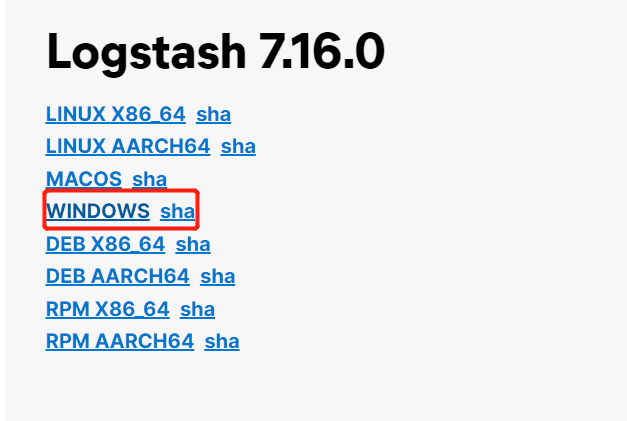 Logstash 7.16.0
LINUX X86_64 sha
LINUX AARCH64 sha
MACOS sha
WINDOWS sha
DEB X86_64 sha
DEB AARCH64 sha
RPM X86_64 sha
RPM AARCH64 sha